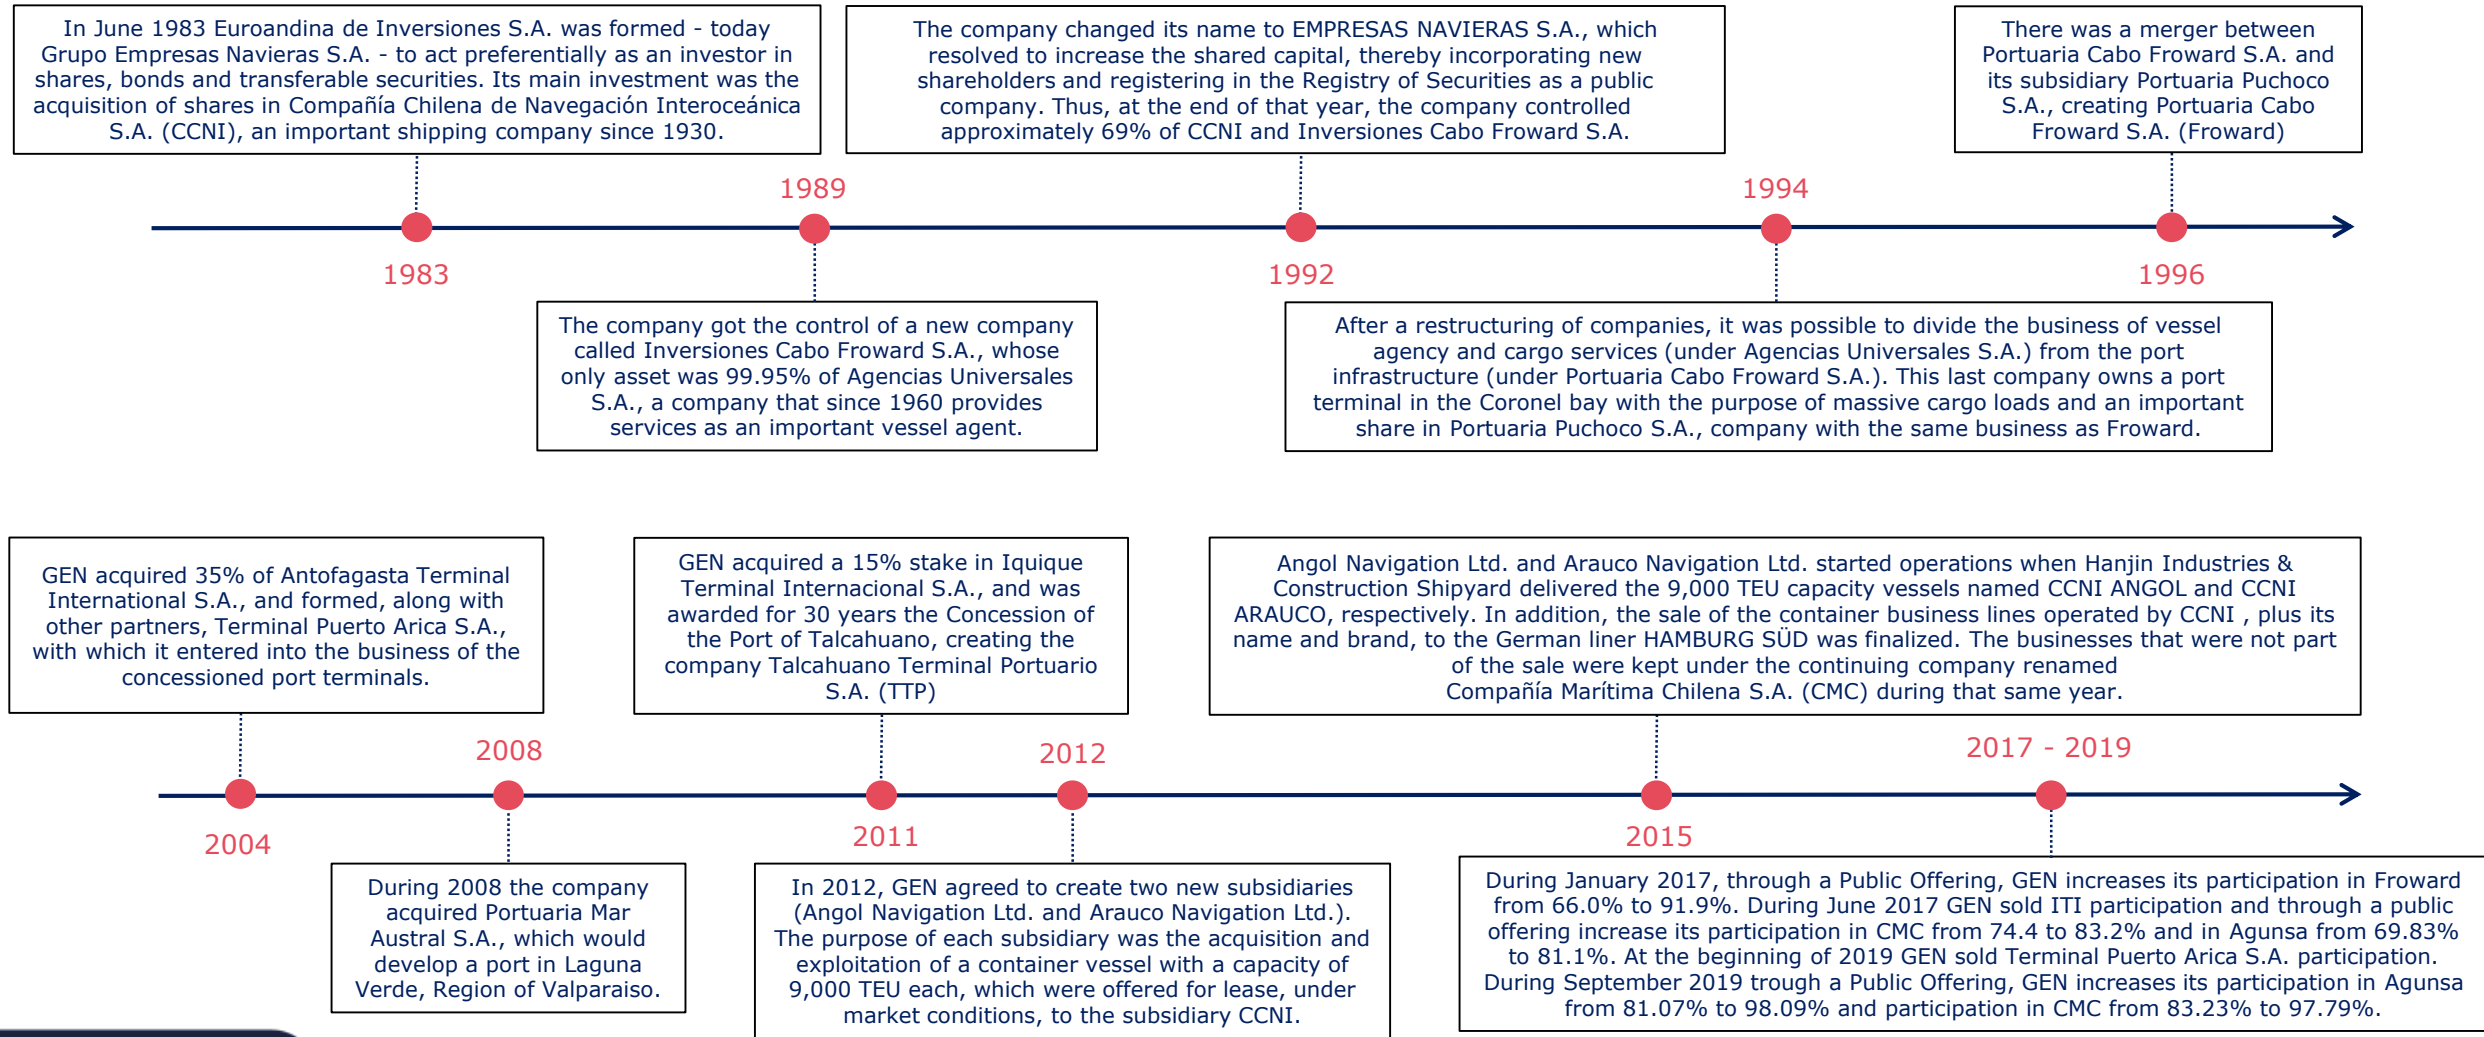 In June 1983 Euroandina de Inversiones S.A. was formed - today
Grupo Empresas Navieras S.A. - to act preferentially as an investor in
shares, bonds and transferable securities. Its main investment was the
acquisition of shares in Compañía Chilena de Navegación Interoceánica
S.A. (CCNI), an important shipping company since 1930.
1983
1989
The company got the control of a new company
called Inversiones Cabo Froward S.A., whose
only asset was 99.95% of Agencias Universales
S.A., a company that since 1960 provides
services as an important vessel agent.
The company changed its name to EMPRESAS NAVIERAS S.A., which
resolved to increase the shared capital, thereby incorporating new
shareholders and registering in the Registry of Securities as a public
company. Thus, at the end of that year, the company controlled
approximately 69% of CCNI and Inversiones Cabo Froward S.A.
1992
1994
After a restructuring of companies, it was possible to divide the business of vessel
agency and cargo services (under Agencias Universales S.A.) from the port
infrastructure (under Portuaria Cabo Froward S.A.). This last company owns a port
terminal in the Coronel bay with the purpose of massive cargo loads and an important
share in Portuaria Puchoco S.A., company with the same business as Froward.
There was a merger between
Portuaria Cabo Froward S.A. and
its subsidiary Portuaria Puchoco
S.A., creating Portuaria Cabo
Froward S.A. (Froward)
1996
GEN acquired 35% of Antofagasta Terminal
International S.A., and formed, along with
other partners, Terminal Puerto Arica S.A.,
with which it entered into the business of the
concessioned port terminals.
2004
2008
During 2008 the company
acquired Portuaria Mar
Austral S.A., which would
develop a port in Laguna
Verde, Region of Valparaiso.
GEN acquired a 15% stake in Iquique
Terminal Internacional S.A., and was
awarded for 30 years the Concession of
the Port of Talcahuano, creating the
company Talcahuano Terminal Portuario
S.A. (TTP)
2011
2012
In 2012, GEN agreed to create two new subsidiaries
(Angol Navigation Ltd. and Arauco Navigation Ltd.).
The purpose of each subsidiary was the acquisition and
exploitation of a container vessel with a capacity of
9,000 TEU each, which were offered for lease, under
market conditions, to the subsidiary CCNI.
Angol Navigation Ltd. and Arauco Navigation Ltd. started operations when Hanjin Industries &
Construction Shipyard delivered the 9,000 TEU capacity vessels named CCNI ANGOL and CCNI
ARAUCO, respectively. In addition, the sale of the container business lines operated by CCNI , plus its
name and brand, to the German liner HAMBURG SÜD was finalized. The businesses that were not part
of the sale were kept under the continuing company renamed
Compañía Marítima Chilena S.A. (CMC) during that same year.
2015
2017 - 2019
During January 2017, through a Public Offering, GEN increases its participation in Froward
from 66.0% to 91.9%. During June 2017 GEN sold ITI participation and through a public
offering increase its participation in CMC from 74.4 to 83.2% and in Agunsa from 69.83%
to 81.1%. At the beginning of 2019 GEN sold Terminal Puerto Arica S.A. participation.
During September 2019 trough a Public Offering, GEN increases its participation in Agunsa
from 81.07% to 98.09% and participation in CMC from 83.23% to 97.79%.